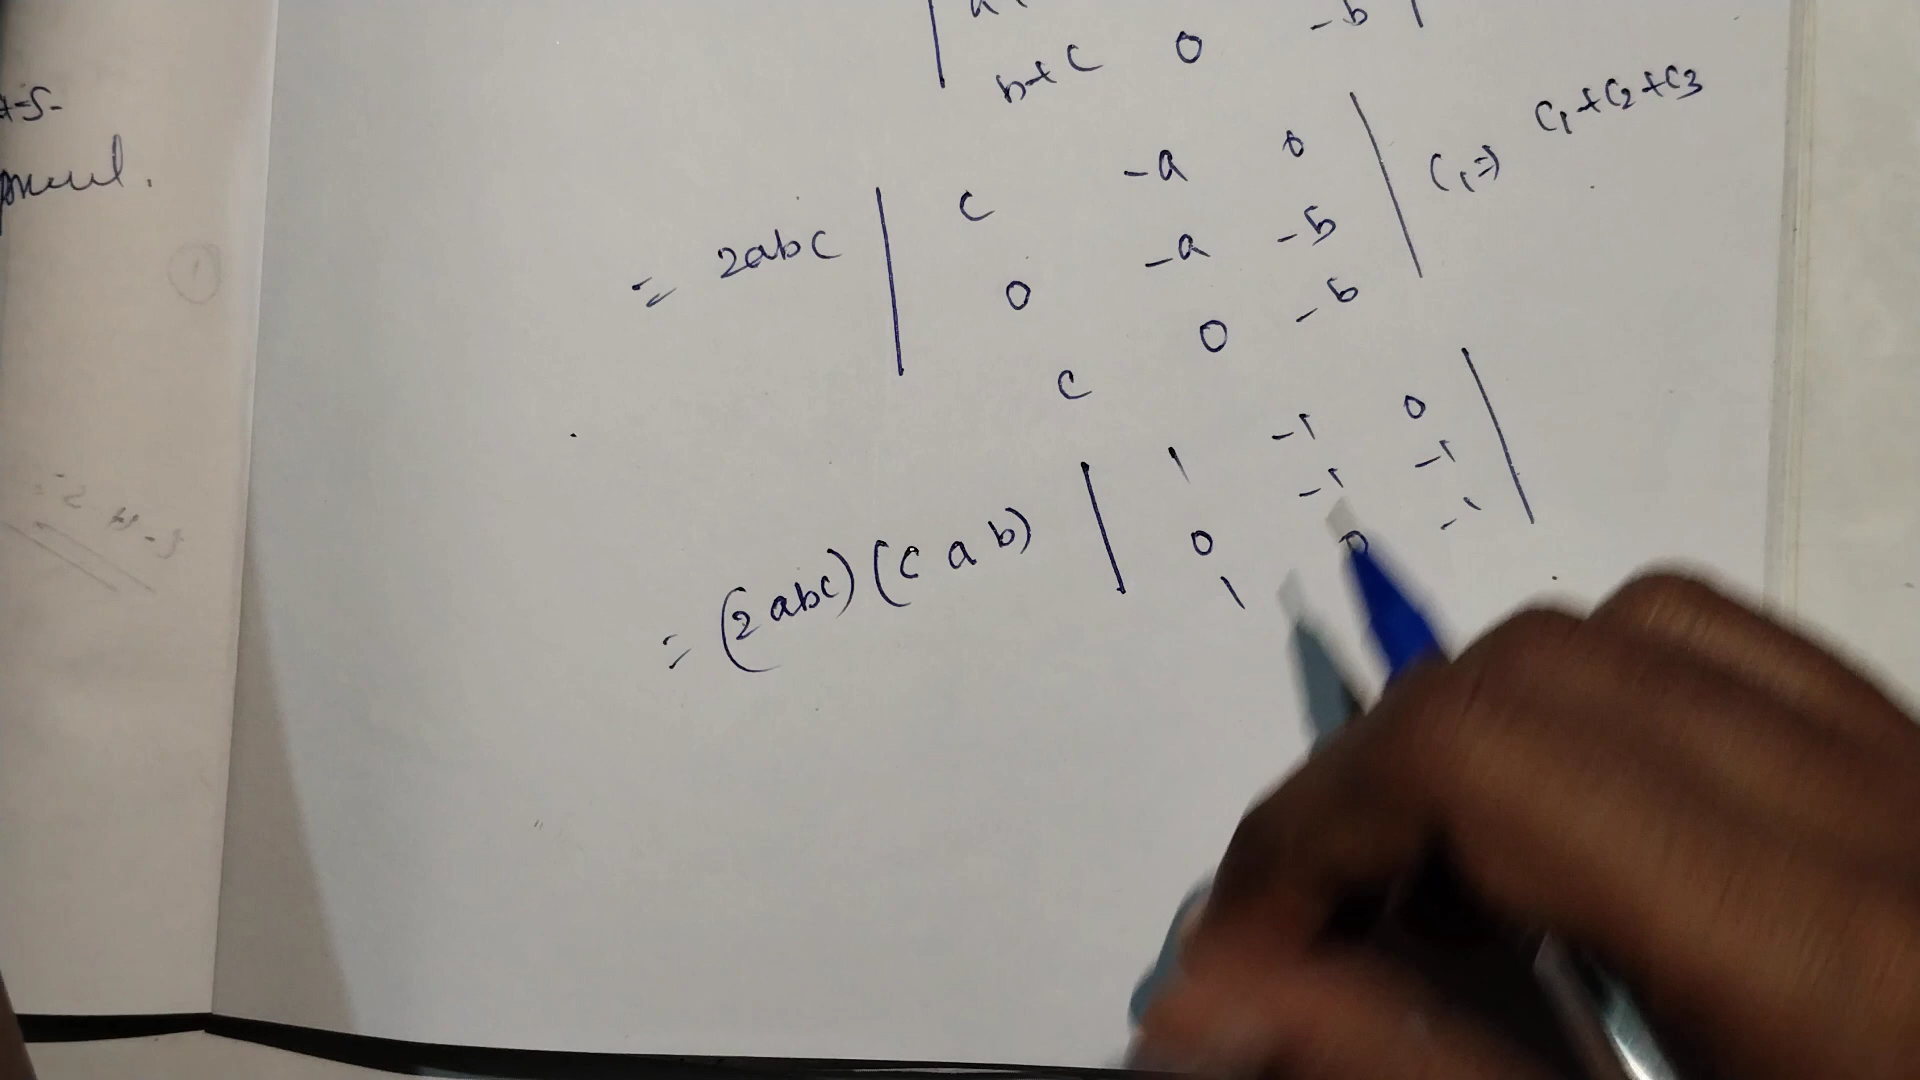 b+c 0 -b
= 2abc | c -a 0 | C1 => C1+C2+C3
0 -a -b
c 0 -b
= (2abc)(c a b) | 1 -1 0 |
0 -1 -1
1 0 -1